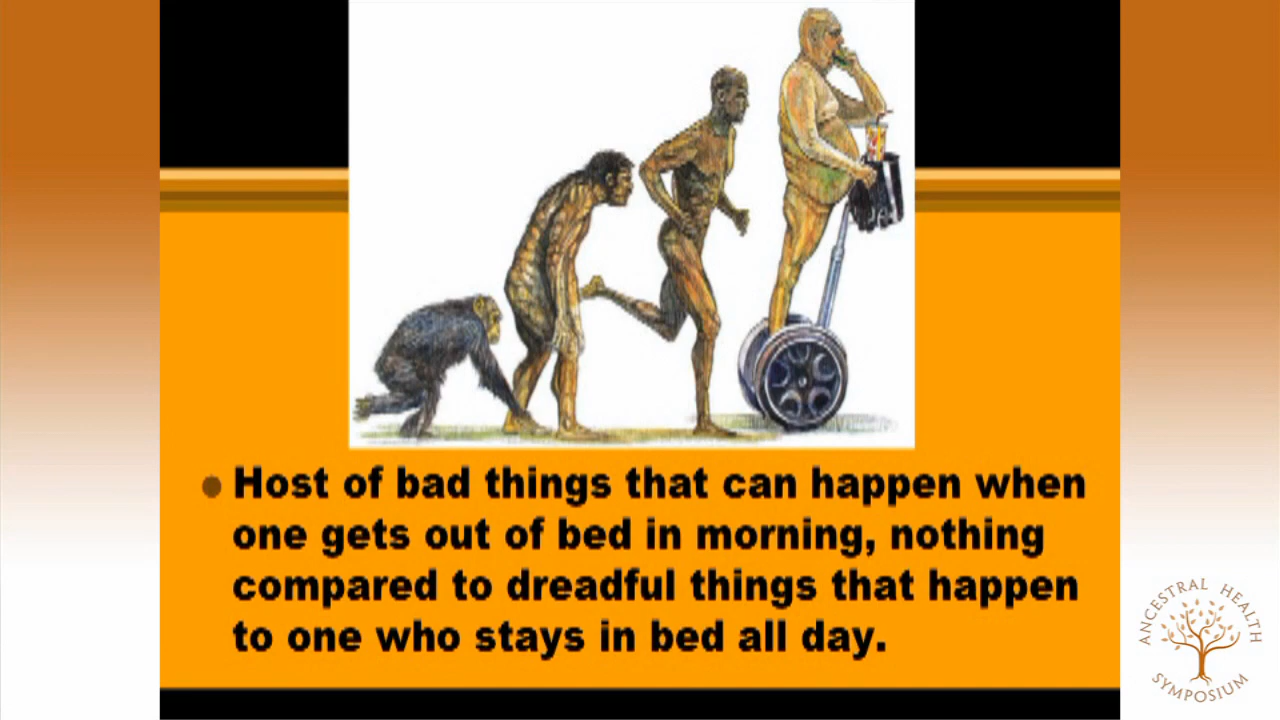 Host of bad things that can happen when
one gets out of bed in morning, nothing
compared to dreadful things that happen
to one who stays in bed all day.
ANCESTRAL HEALTH
SYMPOSIUM